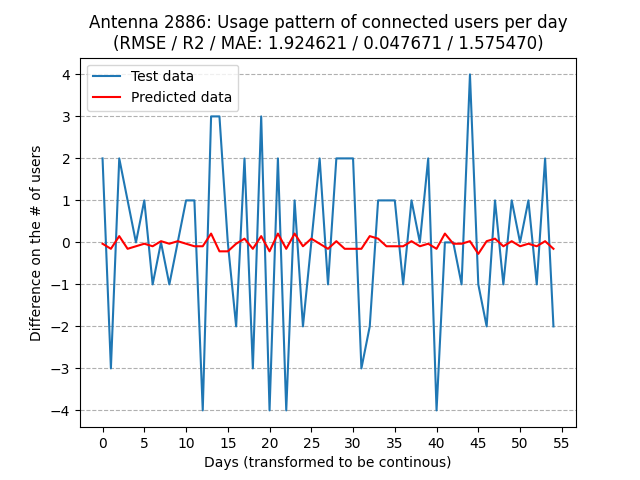 Antenna 2886: Usage pattern of connected users per day
(RMSE / R2 / MAE: 1.924621 / 0.047671 / 1.575470)
Test data
Predicted data
Difference on the # of users
4
3
2
1
0
−1
−2
−3
−4
0 5 10 15 20 25 30 35 40 45 50 55
Days (transformed to be continous)